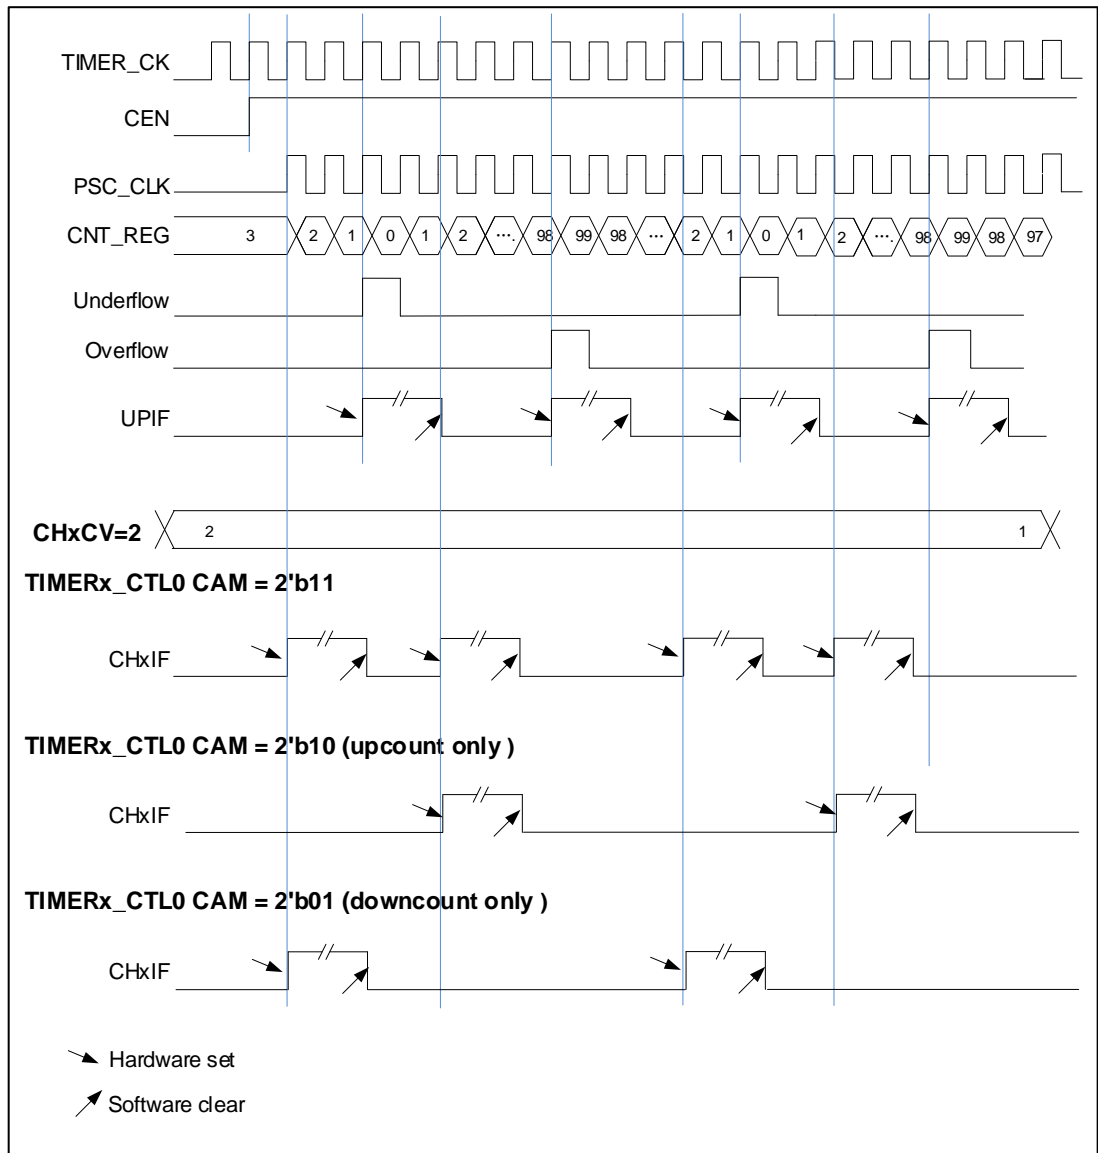 TIMER_CK
CEN
PSC_CLK
CNT_REG 3 2 1 0 1 2 .... 98 99 98 ... 2 1 0 1 2 .... 98 99 98 97
Underflow
Overflow
UPIF
CHxCV=2 2 1
TIMERx_CTL0 CAM = 2'b11
CHxIF
TIMERx_CTL0 CAM = 2'b10 (upcount only )
CHxIF
TIMERx_CTL0 CAM = 2'b01 (downcount only )
CHxIF
Hardware set
Software clear